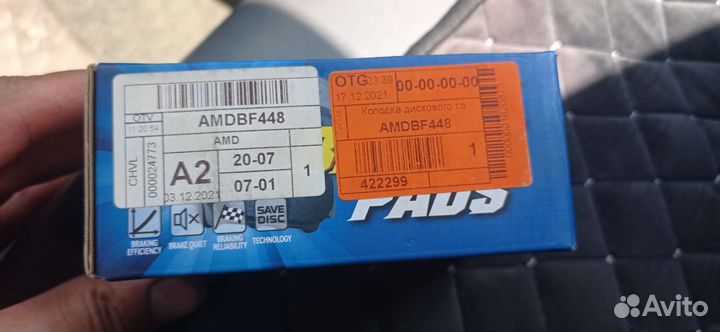 AMDBF448
QTV
11:20:54
AMD
CHVL
000024773
A2
20-07
07-01
1
03.12.2021
OTG
23:39
17.12.2021
00-00-00-00
Колодка дискового то
AMDBF448
1
422299
PADS
BRAKING
EFFICIENCY
BRAKE QUIET
BRAKING
RELIABILITY
SAVE
DISC
TECHNOLOGY
Avito